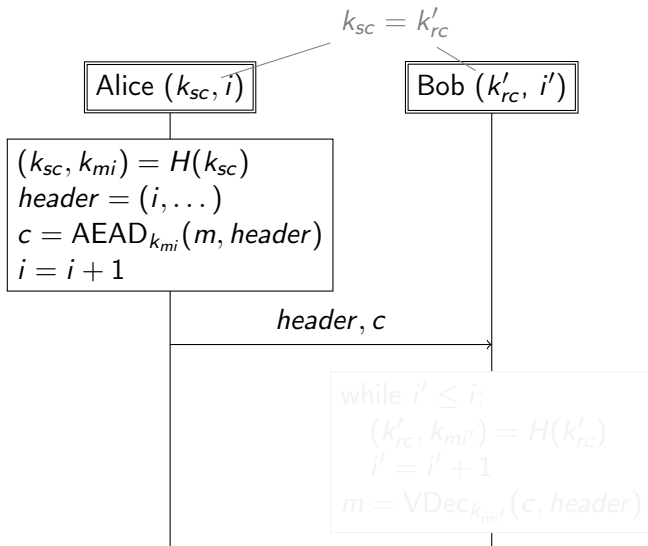 k_sc = k'_rc
Alice (k_sc, i)
Bob (k'_rc, i')
(k_sc, k_mi) = H(k_sc)
header = (i, . . . )
c = AEAD_k_mi(m, header)
i = i + 1
header, c
while i' ≤ i:
(k'_rc, k_mi') = H(k'_rc)
i' = i' + 1
m = VDec_k_mi'(c, header)